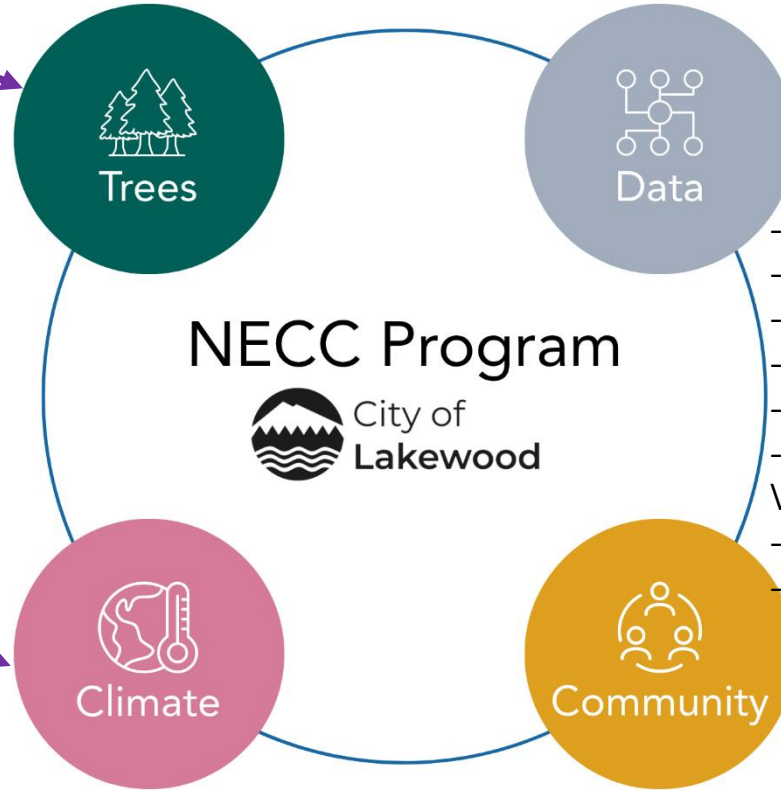 Trees
Data
NECC Program
City of
Lakewood
Climate
Community